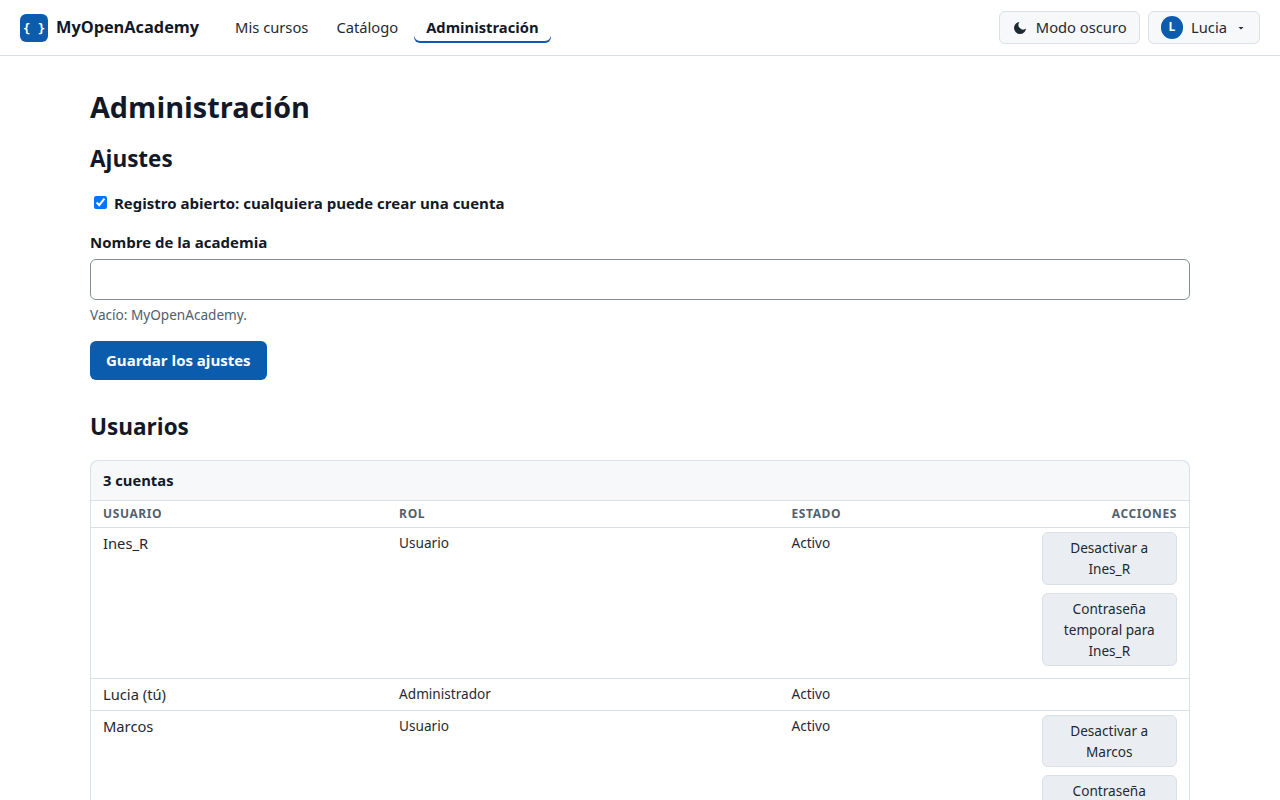 { } MyOpenAcademy Mis cursos Catálogo Administración Modo oscuro L Lucia
Administración
Ajustes
Registro abierto: cualquiera puede crear una cuenta
Nombre de la academia
Vacío: MyOpenAcademy.
Guardar los ajustes
Usuarios
3 cuentas
USUARIO ROL ESTADO ACCIONES
Ines_R Usuario Activo Desactivar a
Ines_R
Contraseña
temporal para
Ines_R
Lucia (tú) Administrador Activo
Marcos Usuario Activo Desactivar a
Marcos
Contraseña